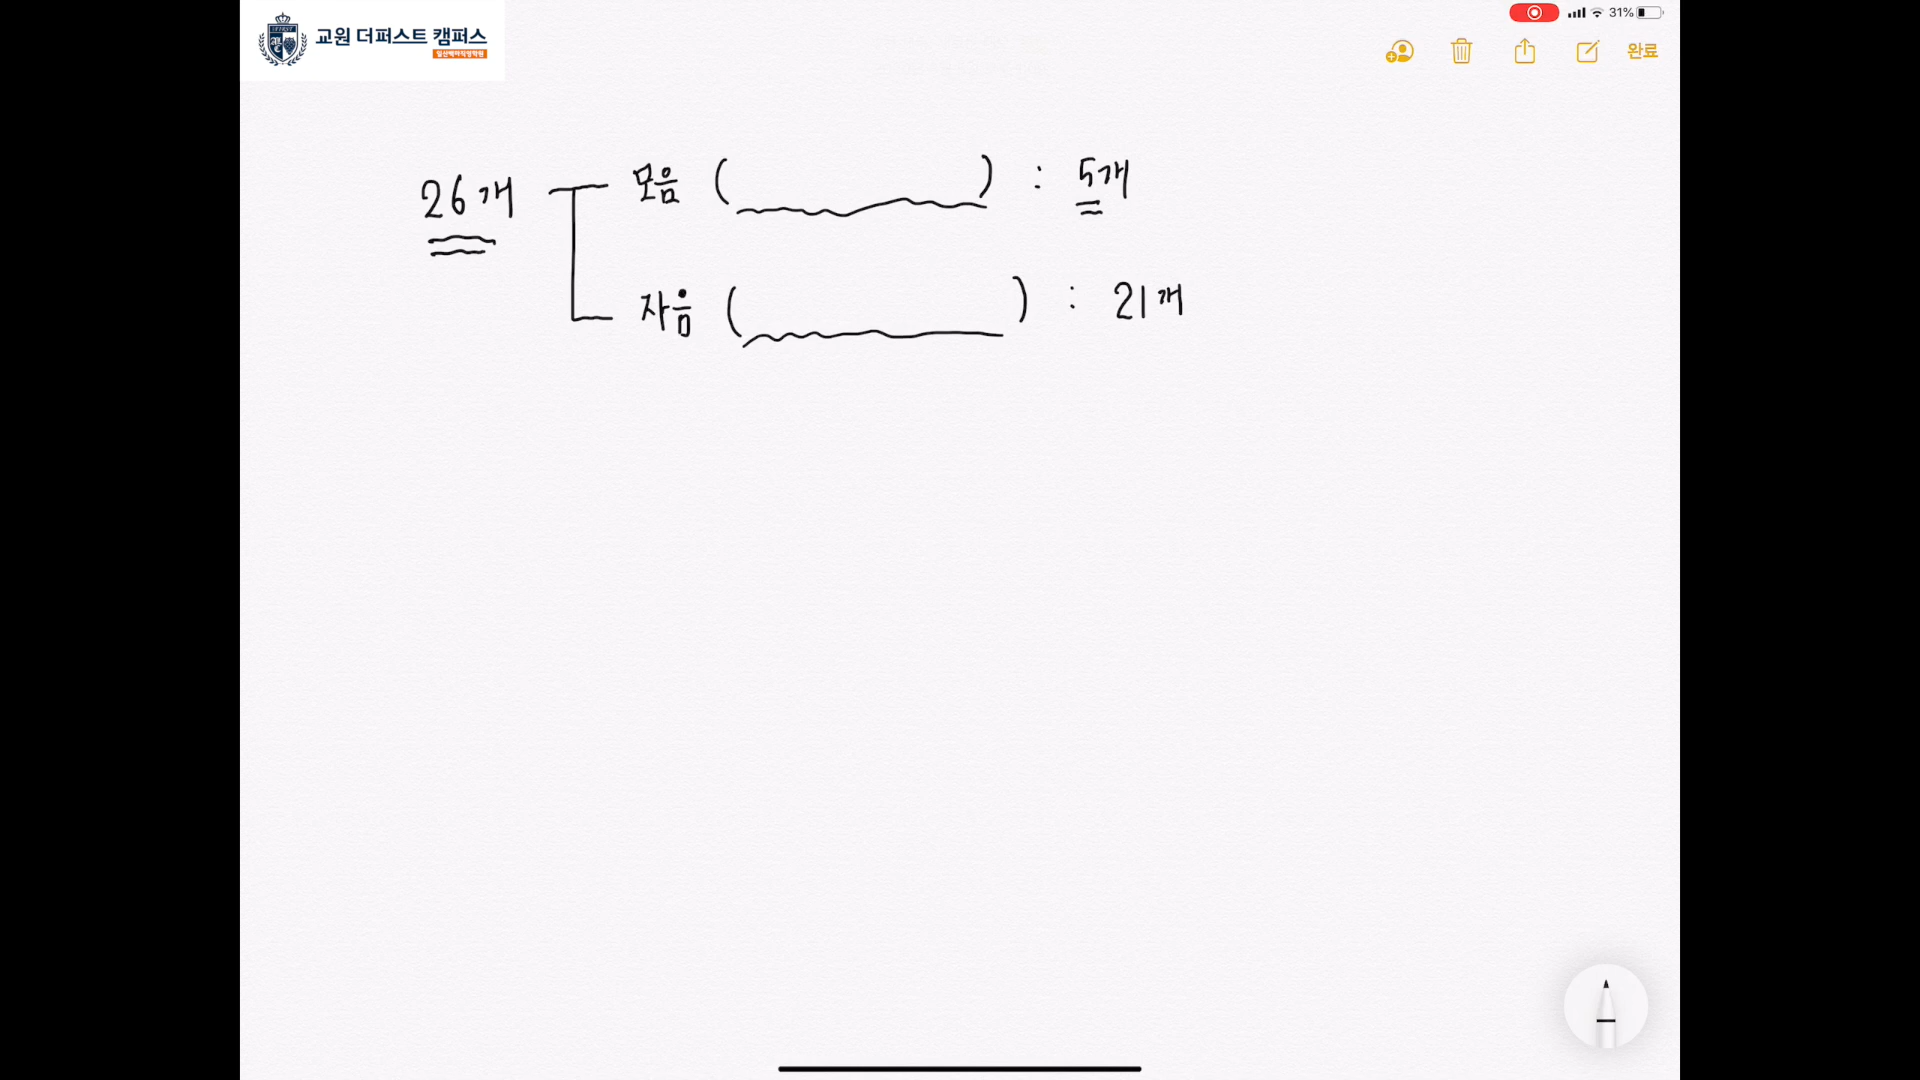 교원 더퍼스트 캠퍼스
31%
완료
26개 모음 ( ) : 5개
자음 ( ) : 21개